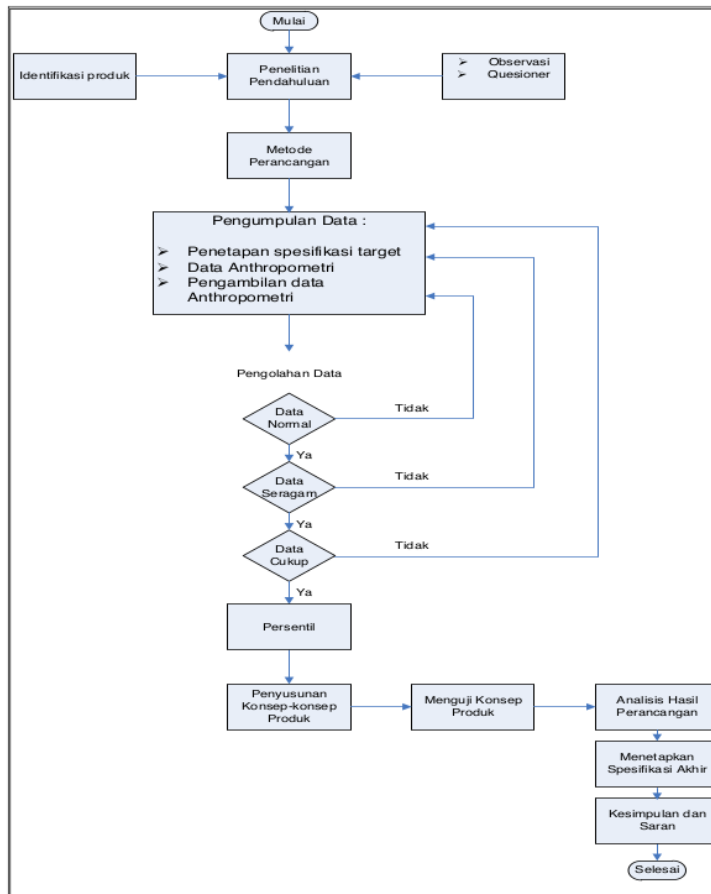 Mulai
Identifikasi produk
Penelitian
Pendahuluan
➢ Observasi
➢ Quesioner
Metode
Perancangan
Pengumpulan Data :
➢ Penetapan spesifikasi target
➢ Data Anthropometri
➢ Pengambilan data
Anthropometri
Pengolahan Data
Data
Normal
Tidak
Ya
Data
Seragam
Tidak
Ya
Data
Cukup
Tidak
Ya
Persentil
Penyusunan
Konsep-konsep
Produk
Menguji Konsep
Produk
Analisis Hasil
Perancangan
Menetapkan
Spesifikasi Akhir
Kesimpulan dan
Saran
Selesai